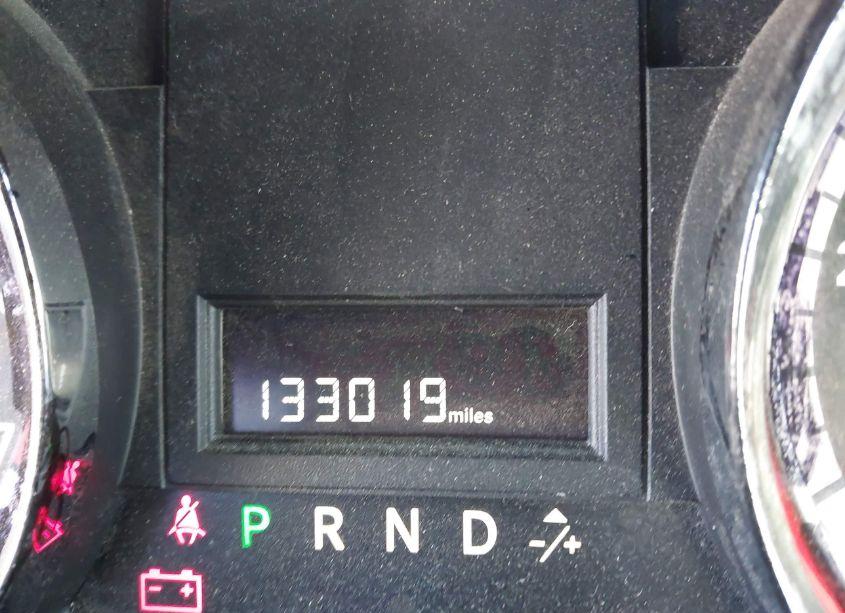 133019 miles
P R N D -/+
- +